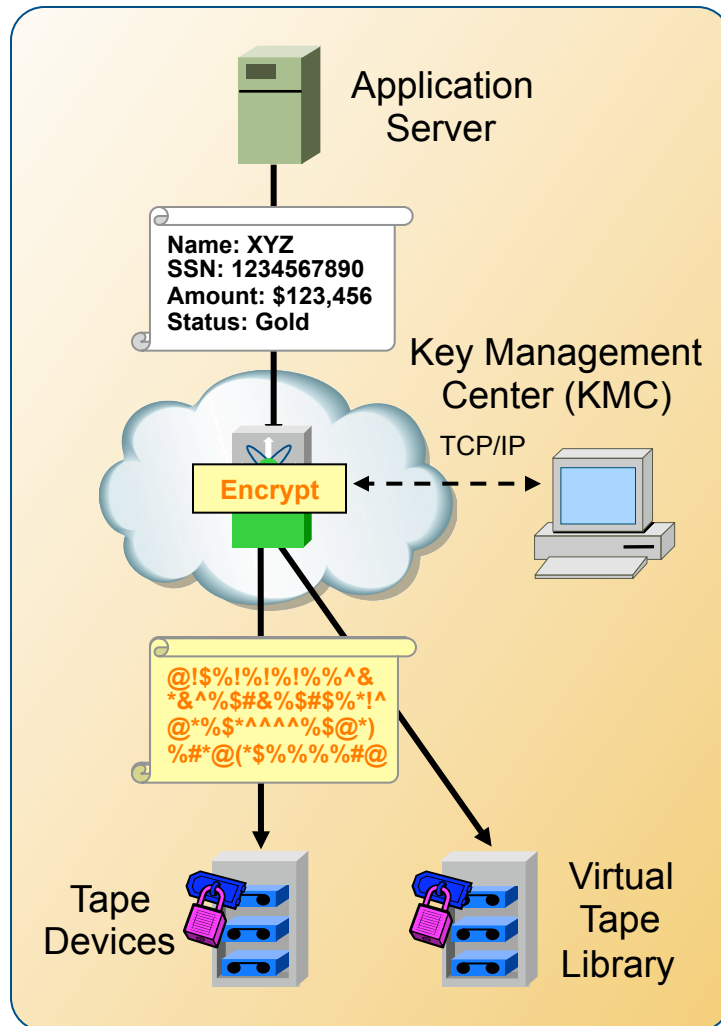 Application
Server
Name: XYZ
SSN: 1234567890
Amount: $123,456
Status: Gold
Key Management
Center (KMC)
TCP/IP
Encrypt
@!$%!%!%!%%^&
*&^%$#&%$#$%*!^
@*%$*^^^^%$@*)
%#*@(*$%%%%#@
Tape
Devices
Virtual
Tape
Library